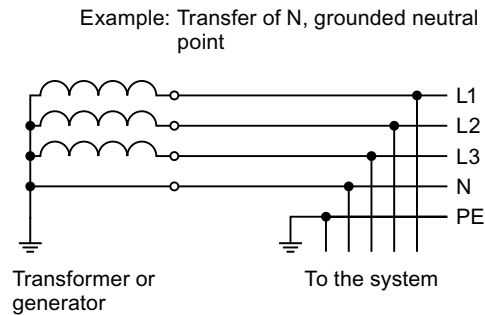 Example: Transfer of N, grounded neutral
point
L1
L2
L3
N
PE
Transformer or
generator
To the system